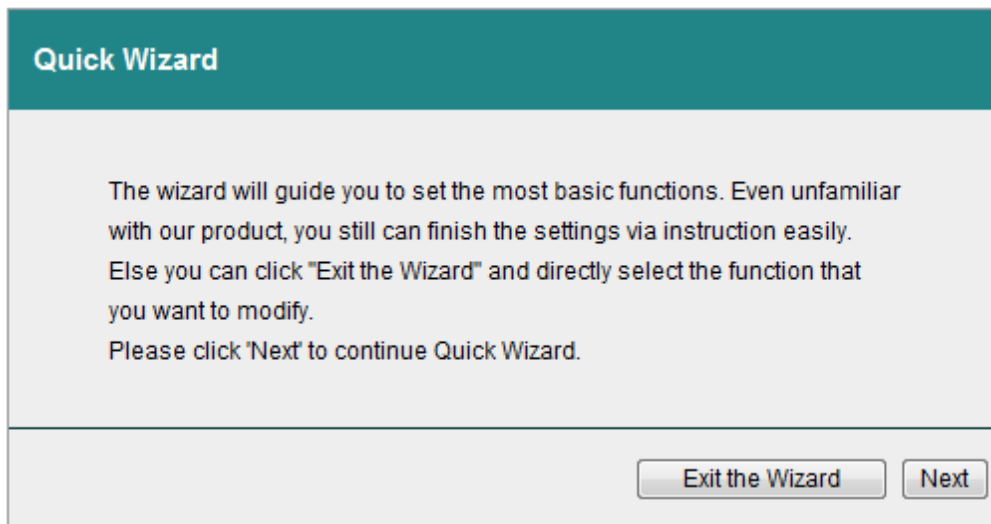 Quick Wizard
The wizard will guide you to set the most basic functions. Even unfamiliar
with our product, you still can finish the settings via instruction easily.
Else you can click "Exit the Wizard" and directly select the function that
you want to modify.
Please click 'Next' to continue Quick Wizard.
Exit the Wizard
Next